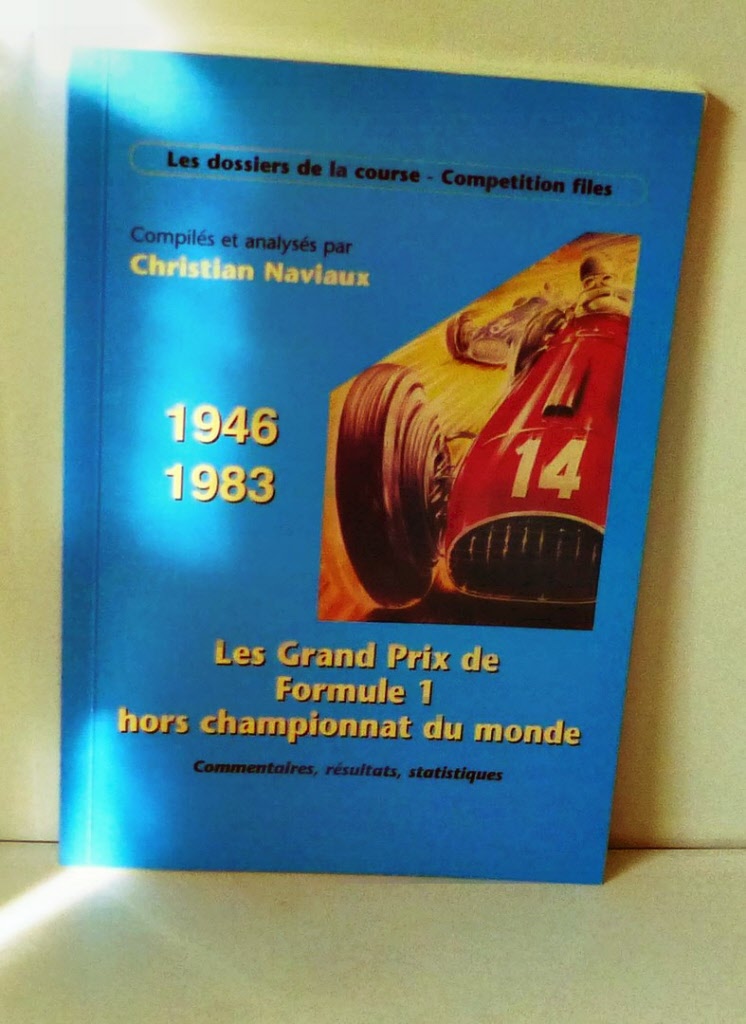 Les dossiers de la course - Competition files
Compilés et analysés par
Christian Naviaux
1946
1983
14
Les Grand Prix de
Formule 1
hors championnat du monde
Commentaires, résultats, statistiques